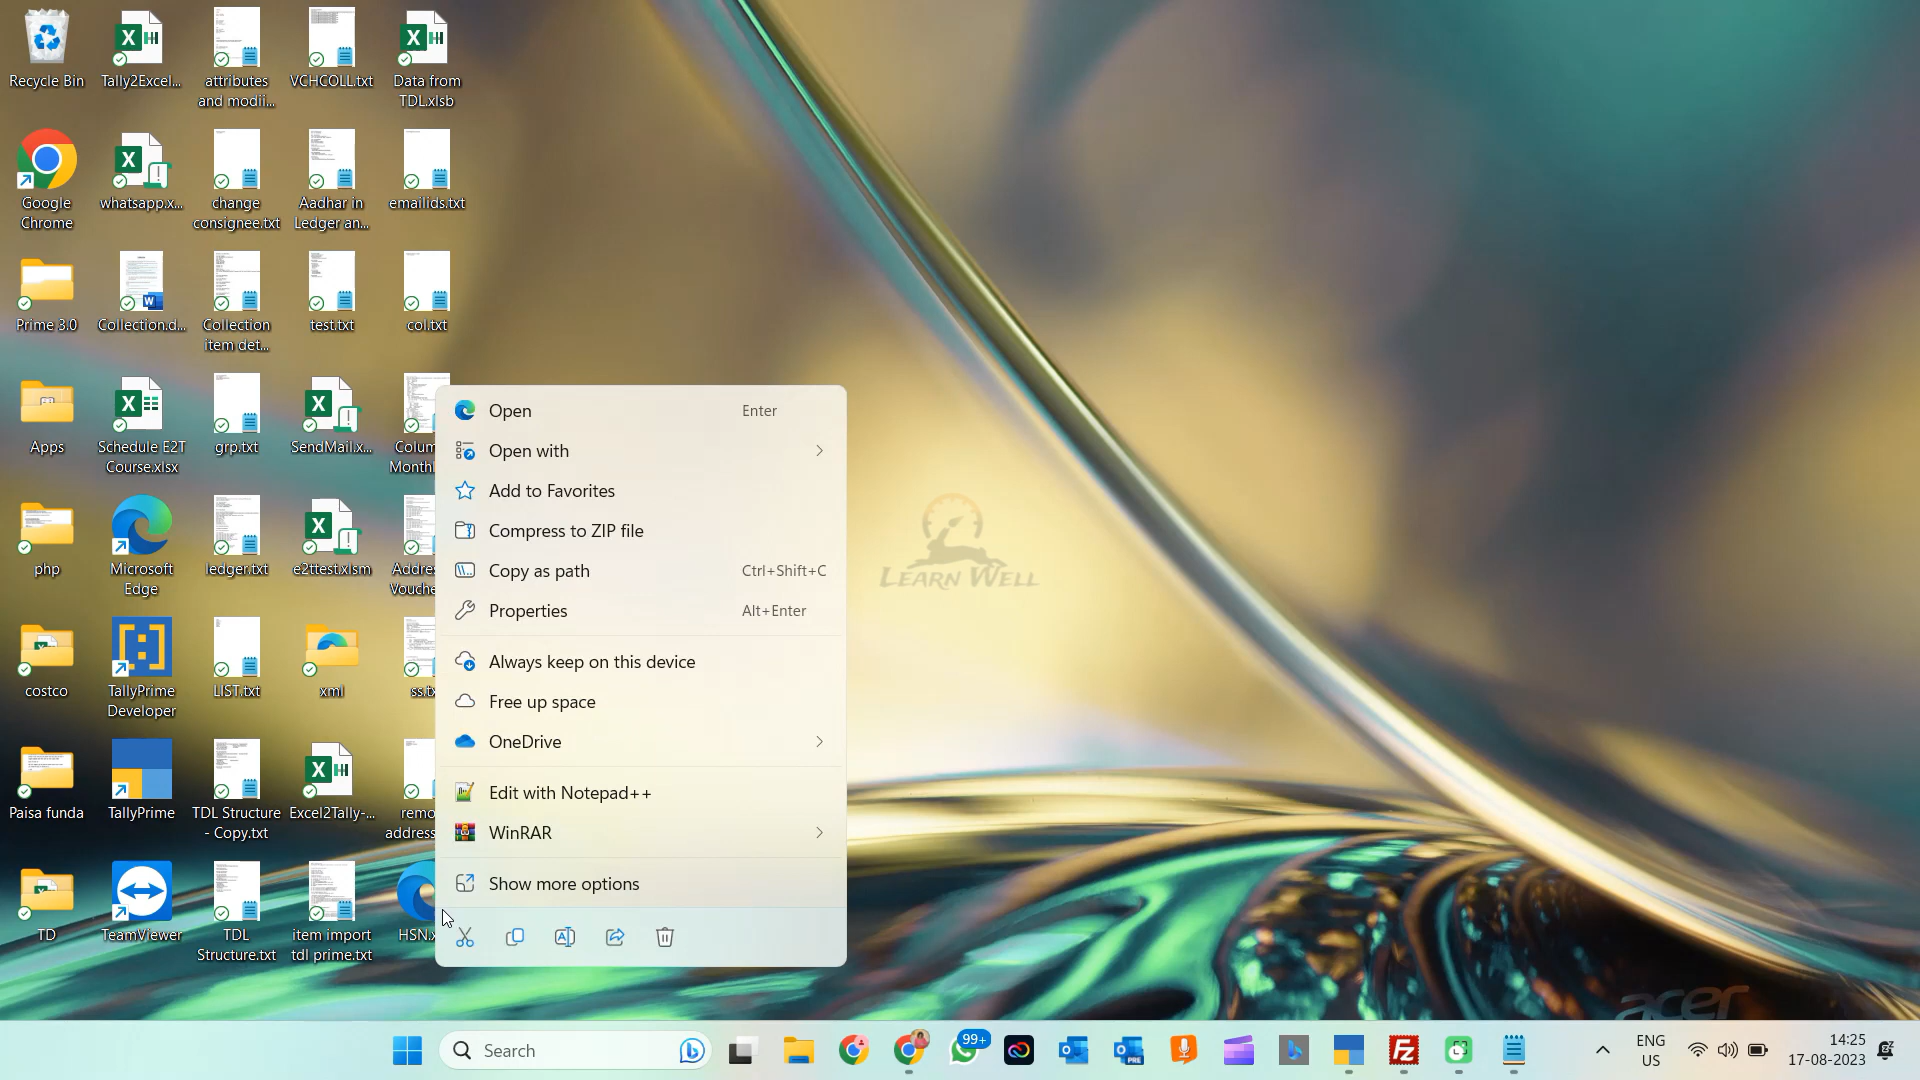 Recycle Bin
Tally2Excel...
attributes
and modii...
VCHCOLL.txt
Data from
TDL.xlsb
Google
Chrome
whatsapp.x...
change
consignee.txt
Aadhar in
Ledger an...
emailids.txt
Prime 3.0
Collection.d...
Collection
item det...
test.txt
col.txt
Apps
Schedule E2T
Course.xlsx
grp.txt
SendMail.x...
Colum
Monthl
php
Microsoft
Edge
ledger.txt
e2ttest.xlsm
Addre
Vouche
costco
TallyPrime
Developer
LIST.txt
xml
ss.tx
Paisa funda
TallyPrime
TDL Structure
- Copy.txt
Excel2Tally-...
remo
address
TD
TeamViewer
TDL
Structure.txt
item import
tdl prime.txt
HSN.x
Open Enter
Open with
Add to Favorites
Compress to ZIP file
Copy as path Ctrl+Shift+C
Properties Alt+Enter
Always keep on this device
Free up space
OneDrive
Edit with Notepad++
WinRAR
Show more options
LEARN WELL
acer
Search
99+
PRE
ENG
US
14:25
17-08-2023